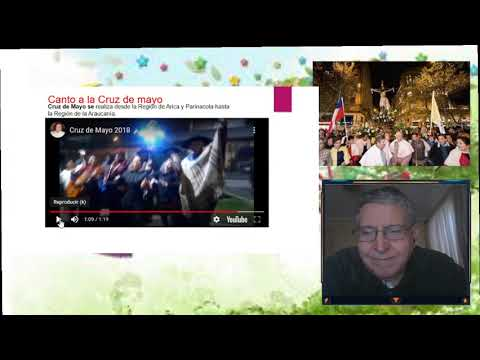 Canto a la Cruz de mayo
Cruz de Mayo se realiza desde la Región de Arica y Parinacota hasta
la Región de la Araucanía.
Cruz de Mayo 2018
Reproducir (k)
1:09 / 1:19
YouTube